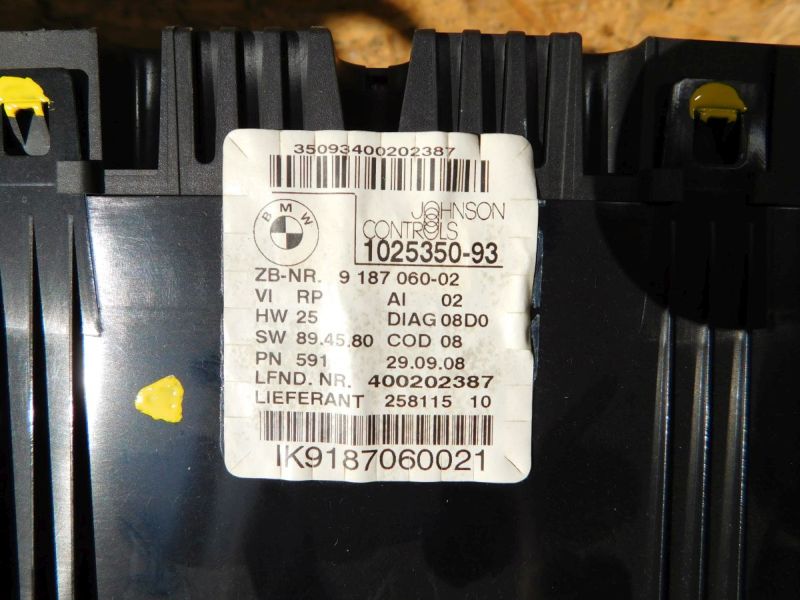 35093400202387
BMW
JOHNSON
CONTROLS
1025350-93
ZB-NR. 9 187 060-02
VI RP AI 02
HW 25 DIAG 08D0
SW 89.45.80 COD 08
PN 591 29.09.08
LFND. NR. 400202387
LIEFERANT 258115 10
IK9187060021